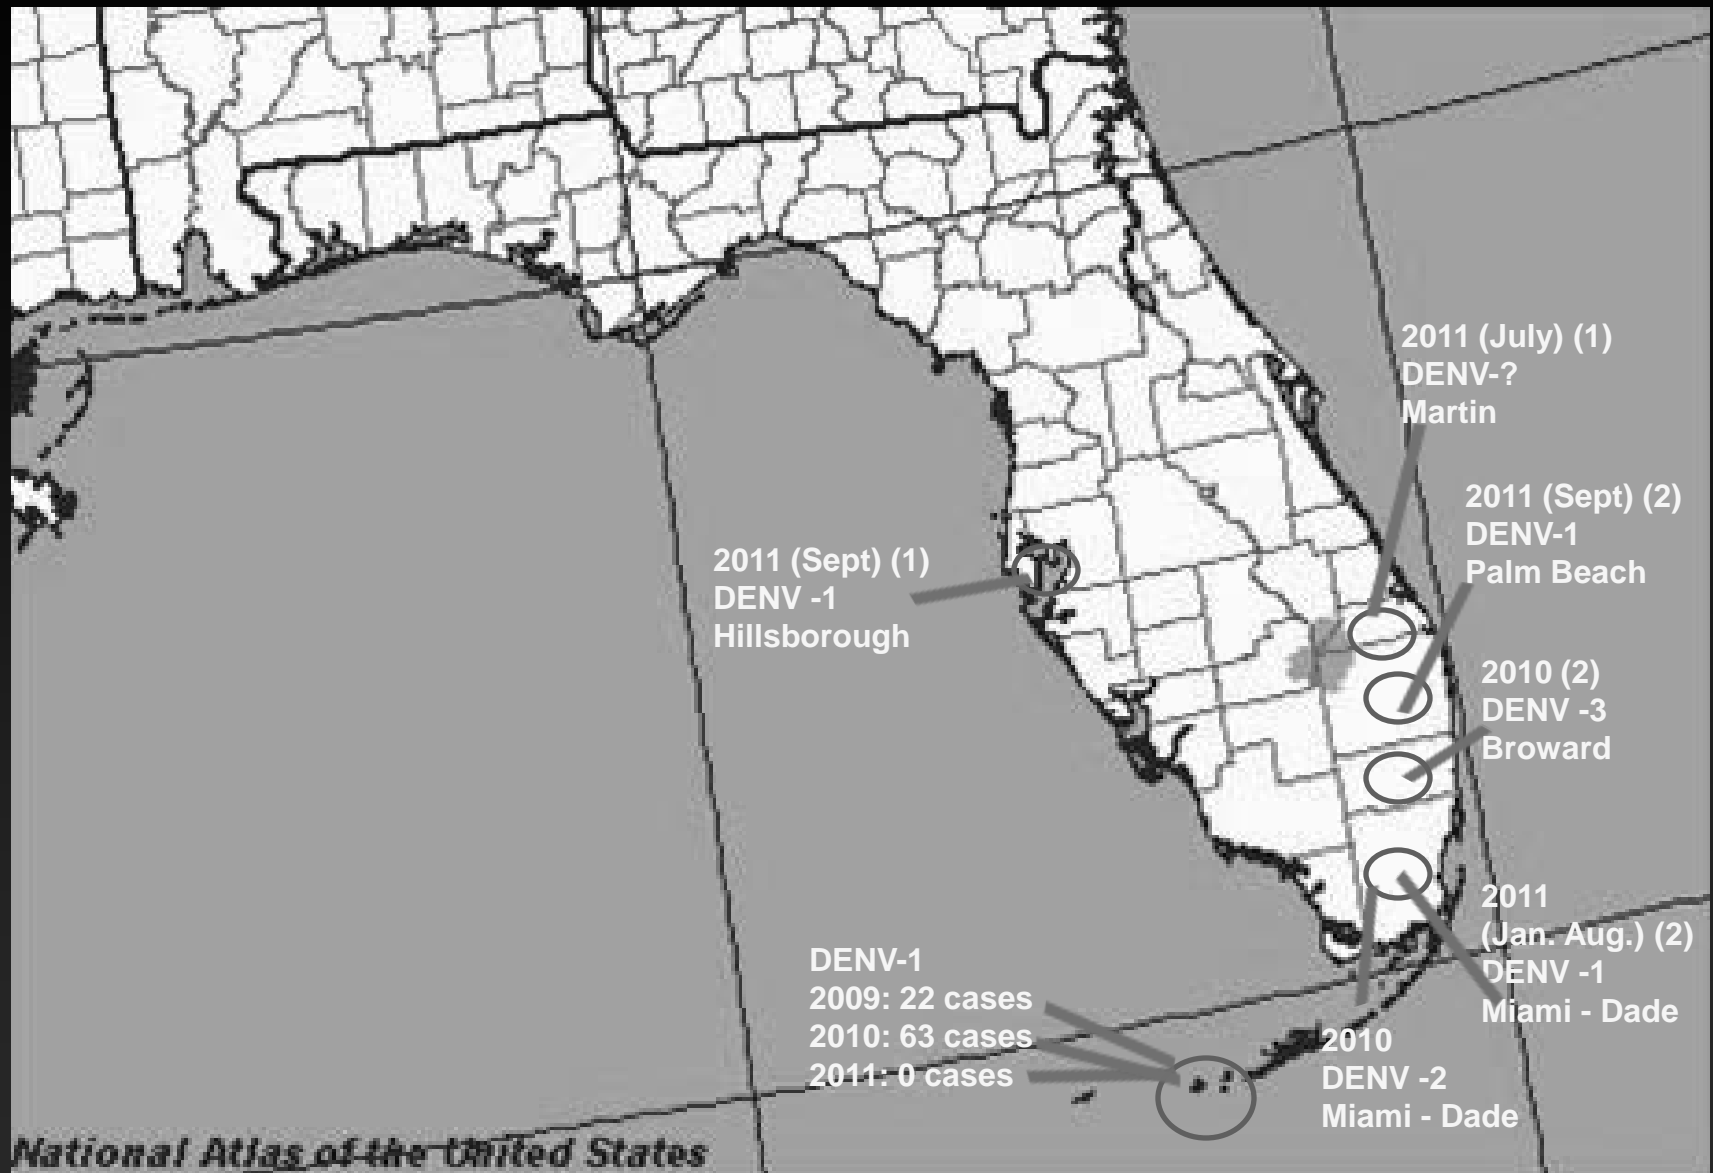 2011 (July) (1)
DENV-?
Martin
2011 (Sept) (2)
DENV-1
Palm Beach
2011 (Sept) (1)
DENV -1
Hillsborough
2010 (2)
DENV -3
Broward
2011
(Jan. Aug.) (2)
DENV -1
Miami - Dade
DENV-1
2009: 22 cases
2010: 63 cases
2011: 0 cases
2010
DENV -2
Miami - Dade
National Atlas of the United States